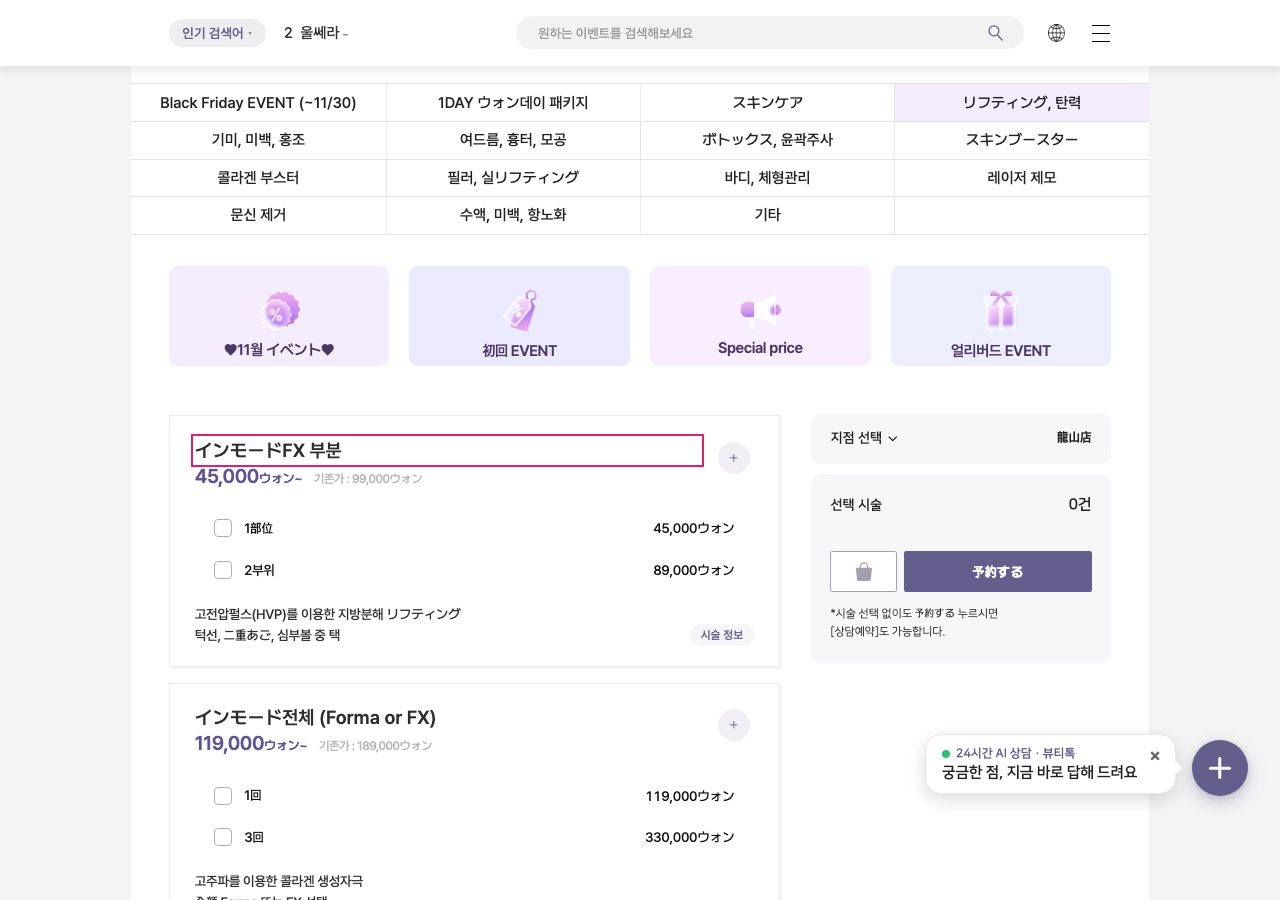 인기 검색어
2 울쎄라
원하는 이벤트를 검색해보세요
Black Friday EVENT (~11/30)
1DAY ウォンデイ 패키지
スキンケア
リフティング, 탄력
기미, 미백, 홍조
여드름, 흉터, 모공
ボトックス, 윤곽주사
スキンブースター
콜라겐 부스터
필러, 실リフティング
바디, 체형관리
레이저 제모
문신 제거
수액, 미백, 항노화
기타
♥11월 イベント♥
初回 EVENT
Special price
얼리버드 EVENT
インモードFX 부분
+
45,000ウォン~ 기존가 : 99,000ウォン
1部位 45,000ウォン
2부위 89,000ウォン
고전압펄스(HVP)를 이용한 지방분해 リフティング
턱선, 二重あご, 심부볼 중 택
시술 정보
지점 선택
龍山店
선택 시술 0건
予約する
*시술 선택 없이도 予約する 누르시면
[상담예약]도 가능합니다.
インモード전체 (Forma or FX)
+
119,000ウォン~ 기존가 : 189,000ウォン
1回 119,000ウォン
3回 330,000ウォン
고주파를 이용한 콜라겐 생성자극
24시간 AI 상담 · 뷰티톡
궁금한 점, 지금 바로 답해 드려요